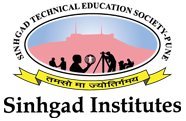 SINHGAD TECHNICAL EDUCATION SOCIETY-PUNE
तमसो मा ज्योतिर्गमय
Sinhgad Institutes